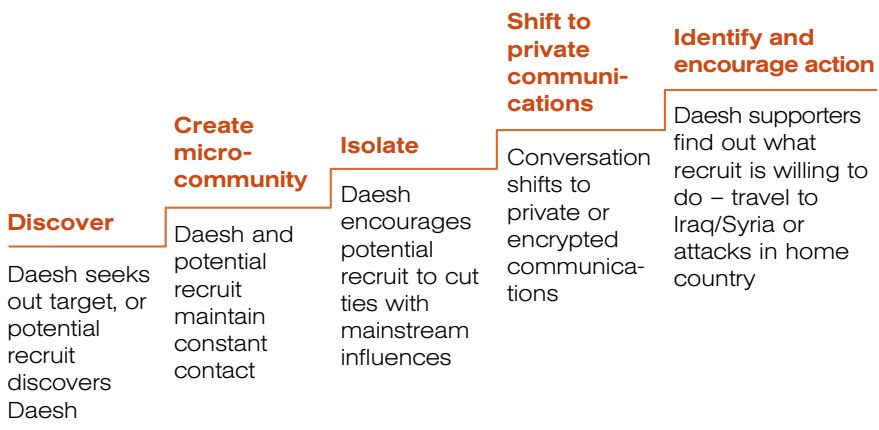 Discover
Daesh seeks
out target, or
potential
recruit
discovers
Daesh
Create
micro-
community
Daesh and
potential
recruit
maintain
constant
contact
Isolate
Daesh
encourages
potential
recruit to cut
ties with
mainstream
influences
Shift to
private
communi-
cations
Conversation
shifts to
private or
encrypted
communica-
tions
Identify and
encourage action
Daesh supporters
find out what
recruit is willing to
do – travel to
Iraq/Syria or
attacks in home
country